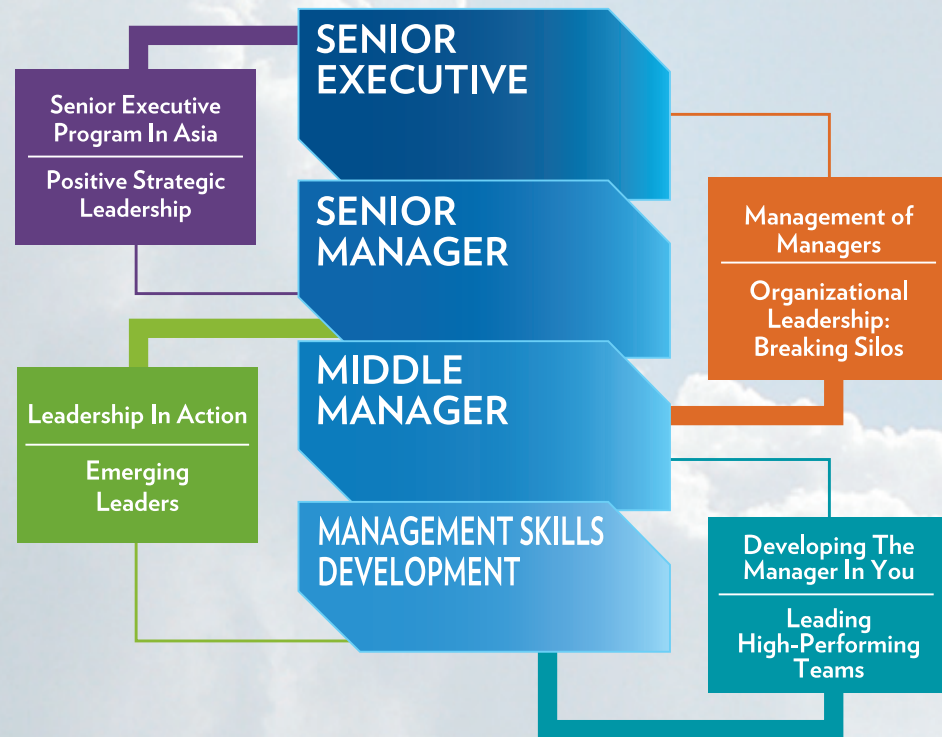 SENIOR
EXECUTIVE
Senior Executive
Program In Asia
Positive Strategic
Leadership
SENIOR
MANAGER
Management of
Managers
Organizational
Leadership:
Breaking Silos
MIDDLE
MANAGER
Leadership In Action
Emerging
Leaders
MANAGEMENT SKILLS
DEVELOPMENT
Developing The
Manager In You
Leading
High-Performing
Teams